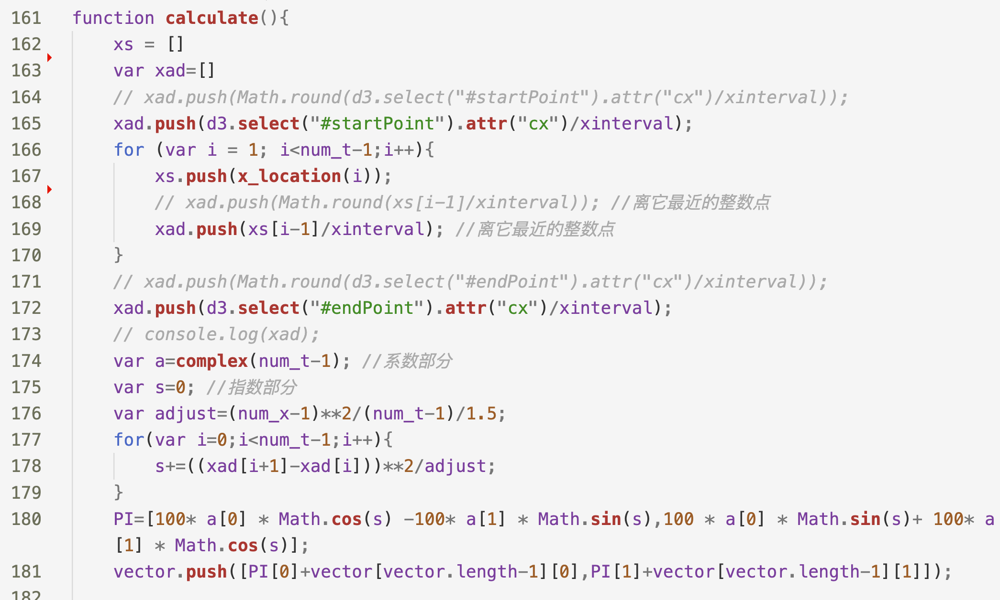 161 function calculate(){
162 xs = []
163 var xad=[]
164 // xad.push(Math.round(d3.select("#startPoint").attr("cx")/xinterval));
165 xad.push(d3.select("#startPoint").attr("cx")/xinterval);
166 for (var i = 1; i<num_t-1;i++){
167 xs.push(x_location(i));
168 // xad.push(Math.round(xs[i-1]/xinterval)); //离它最近的整数点
169 xad.push(xs[i-1]/xinterval); //离它最近的整数点
170 }
171 // xad.push(Math.round(d3.select("#endPoint").attr("cx")/xinterval));
172 xad.push(d3.select("#endPoint").attr("cx")/xinterval);
173 // console.log(xad);
174 var a=complex(num_t-1); //系数部分
175 var s=0; //指数部分
176 var adjust=(num_x-1)**2/(num_t-1)/1.5;
177 for(var i=0;i<num_t-1;i++){
178 s+=((xad[i+1]-xad[i]))**2/adjust;
179 }
180 PI=[100* a[0] * Math.cos(s) -100* a[1] * Math.sin(s),100 * a[0] * Math.sin(s)+ 100* a
[1] * Math.cos(s)];
181 vector.push([PI[0]+vector[vector.length-1][0],PI[1]+vector[vector.length-1][1]]);
182